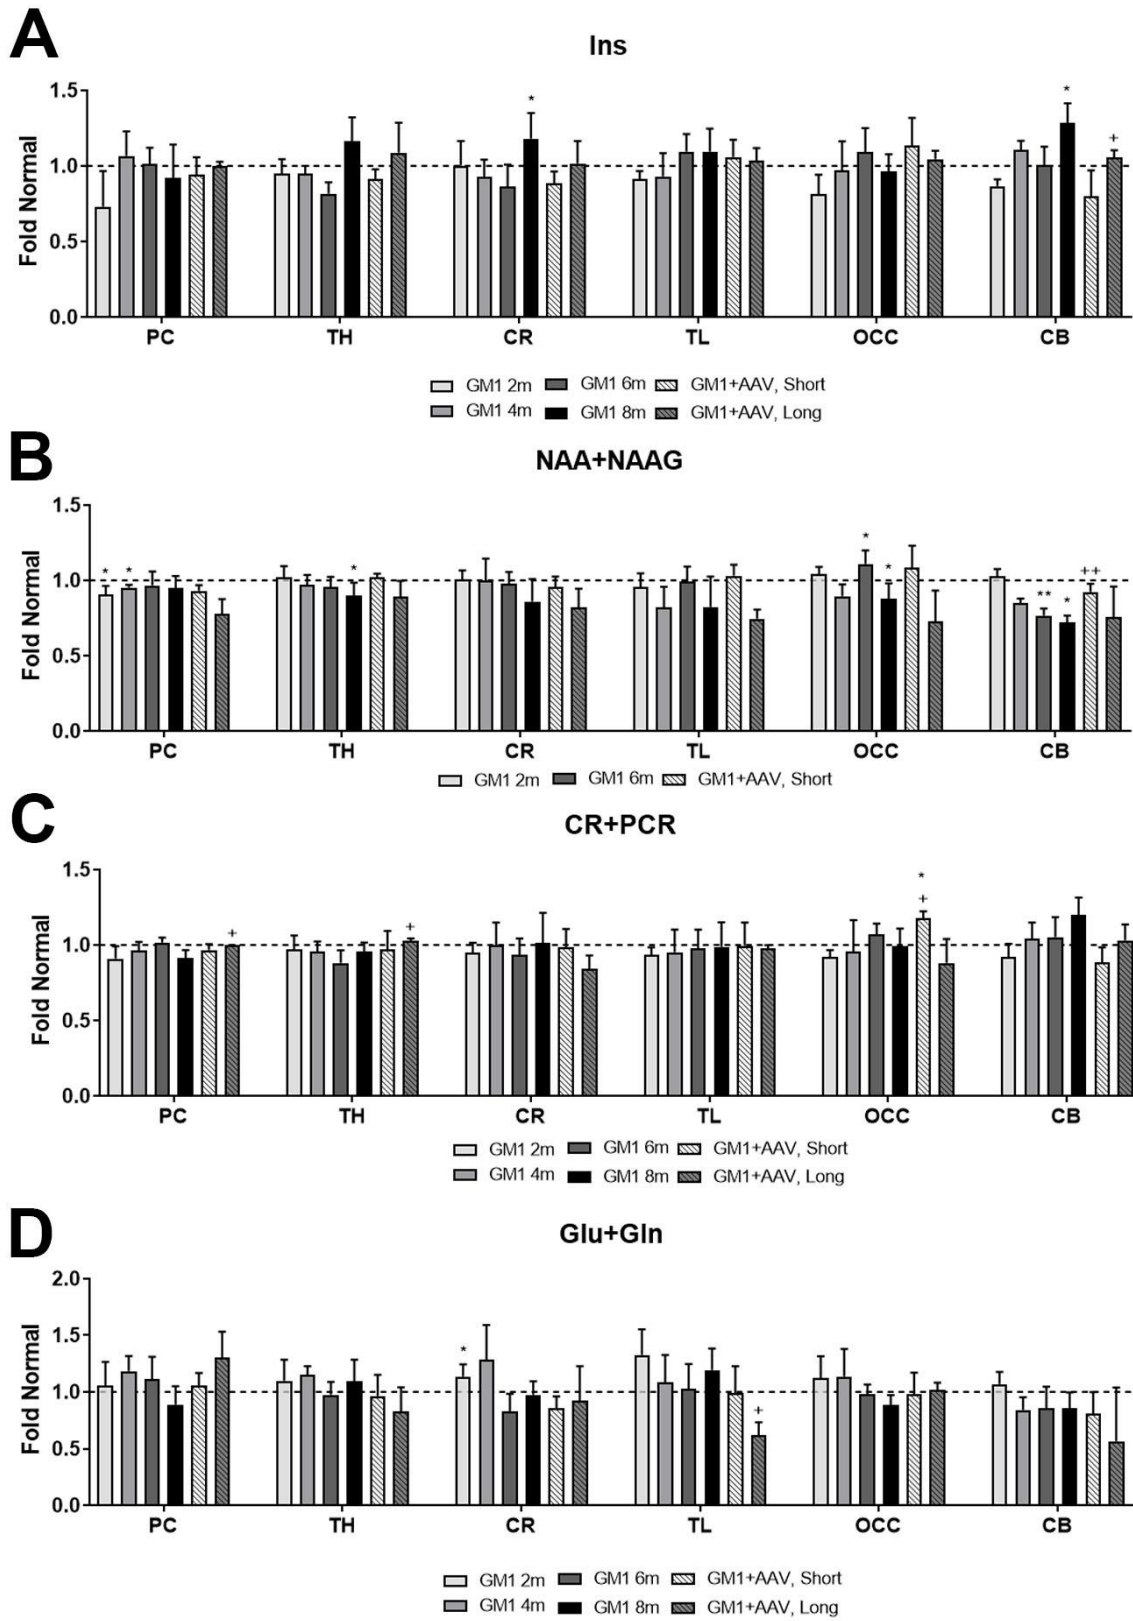 A
Ins
1.5
1.0
0.5
0.0
Fold Normal
*
*
+
PC TH CR TL OCC CB
GM1 2m GM1 6m GM1+AAV, Short
GM1 4m GM1 8m GM1+AAV, Long
B
NAA+NAAG
1.5
1.0
0.5
0.0
Fold Normal
* * * * * ** * ++
PC TH CR TL OCC CB
GM1 2m GM1 6m GM1+AAV, Short
C
CR+PCR
1.5
1.0
0.5
0.0
Fold Normal
*
+ + +
PC TH CR TL OCC CB
GM1 2m GM1 6m GM1+AAV, Short
GM1 4m GM1 8m GM1+AAV, Long
D
Glu+Gln
2.0
1.5
1.0
0.5
0.0
Fold Normal
*
+
PC TH CR TL OCC CB
GM1 2m GM1 6m GM1+AAV, Short
GM1 4m GM1 8m GM1+AAV, Long